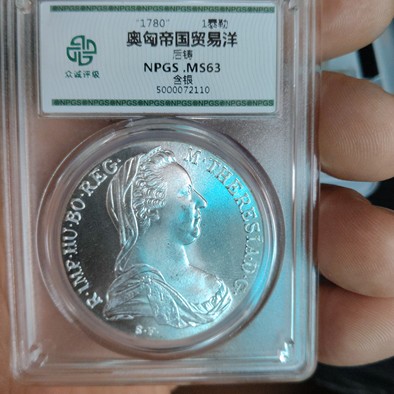 "1780" 1泰勒
奥匈帝国贸易洋
后铸
NPGS .MS63
含银
5000072110
众诚评级
R·IMP·HU·BO·REG· M·THERESIA·D·G·
S·F·